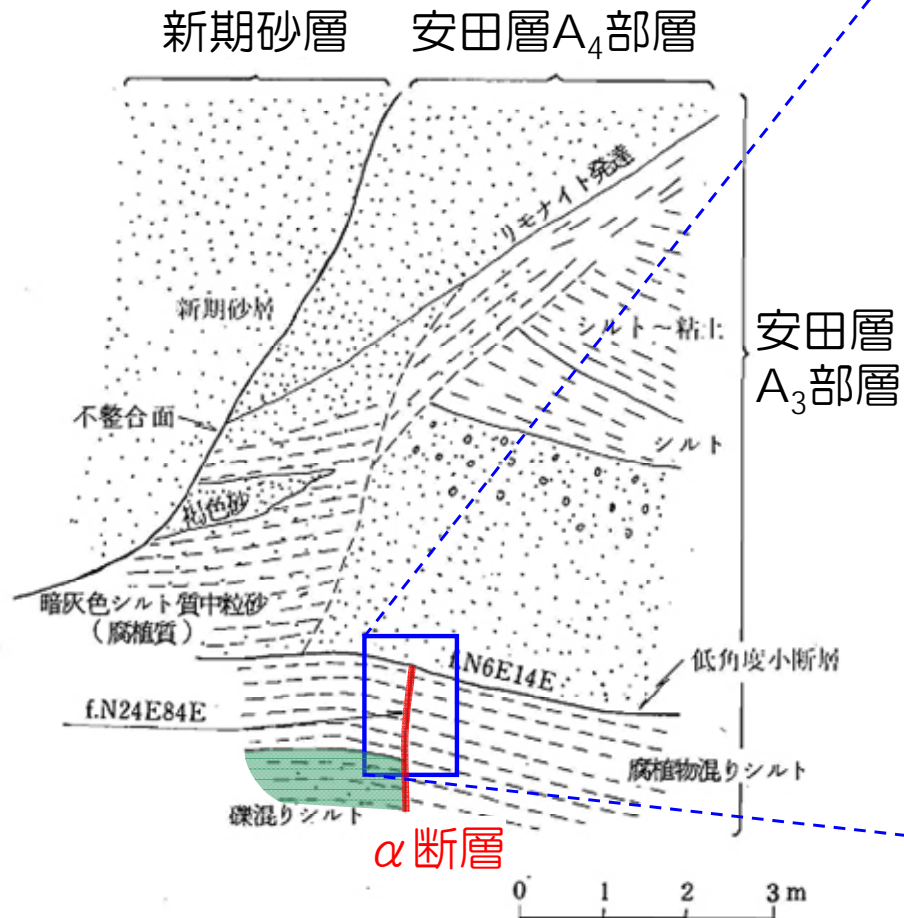 新期砂層
安田層A₄部層
リモナイト発達
新期砂層
シルト〜粘土
安田層
A₃部層
不整合面
シルト
褐色砂
暗灰色シルト質中粒砂
(腐植質)
f.N6E14E
低角度小断層
f.N24E84E
腐植物混りシルト
礫混りシルト
α断層
0 1 2 3 m